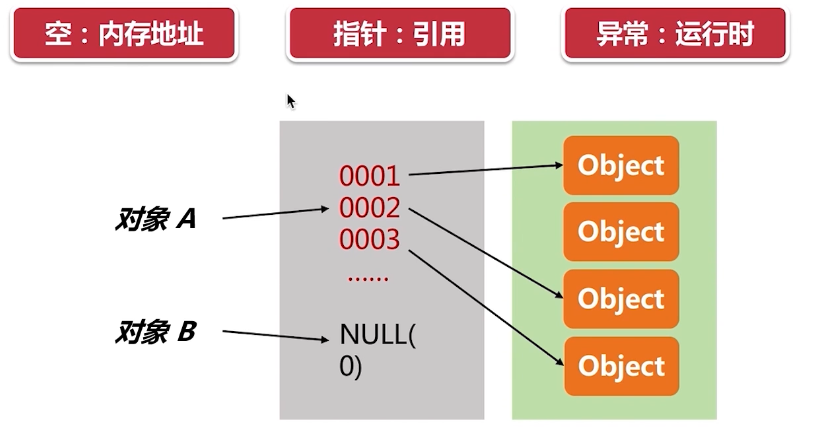 空：内存地址
指针：引用
异常：运行时
0001
对象 A
0002
0003
......
对象 B
NULL(
0)
Object
Object
Object
Object